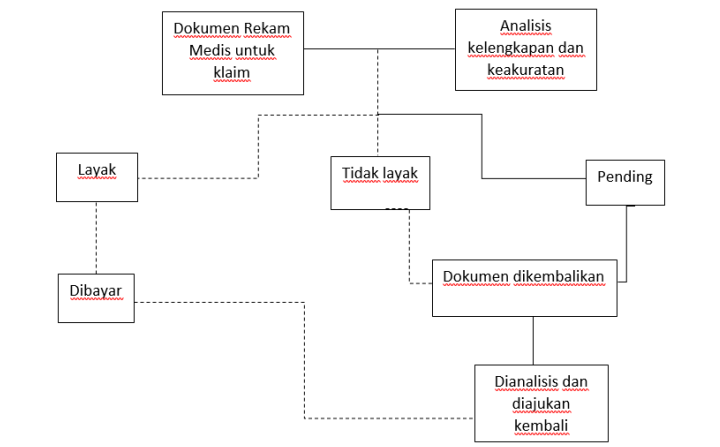 Dokumen Rekam
Medis untuk
klaim
Analisis
kelengkapan dan
keakuratan
Layak
Tidak layak
Pending
Dibayar
Dokumen dikembalikan
Dianalisis dan
diajukan
kembali